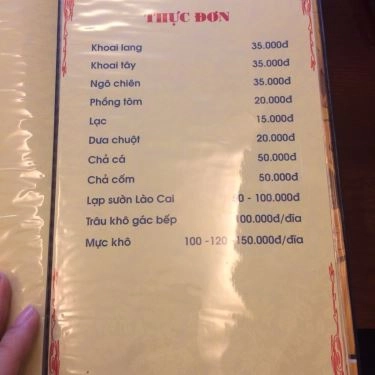 THỰC ĐƠN
Khoai lang 35.000đ
Khoai tây 35.000đ
Ngô chiên 35.000đ
Phồng tôm 20.000đ
Lạc 15.000đ
Dưa chuột 20.000đ
Chả cá 50.000đ
Chả cốm 50.000đ
Lạp sườn Lào Cai - 100.000đ
Trâu khô gác bếp 100.000đ/đĩa
Mực khô 100 -120 -150.000đ/đĩa